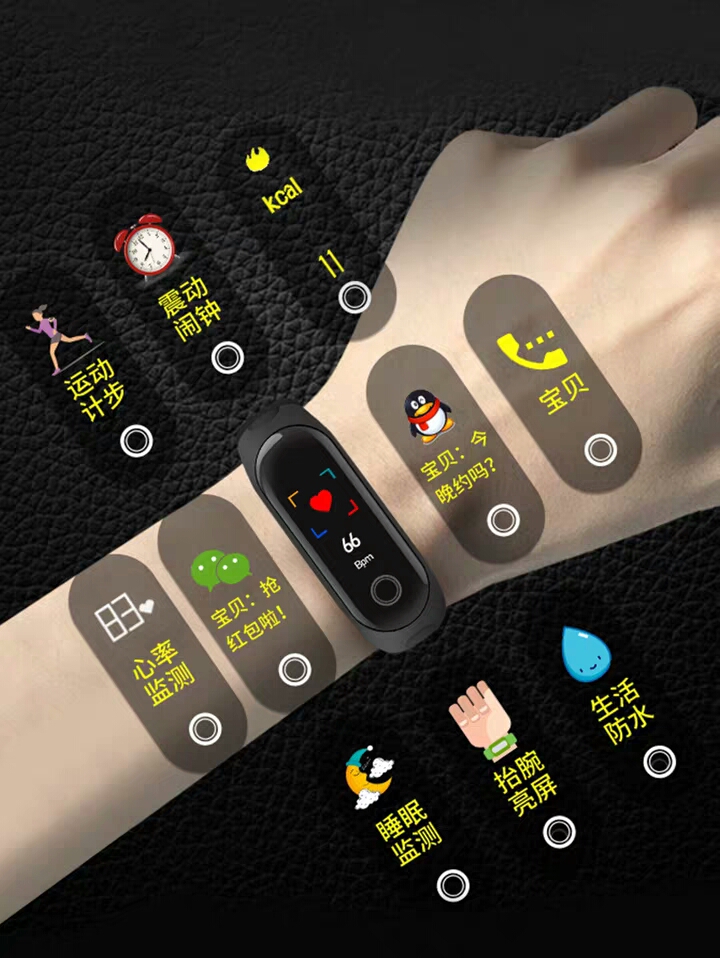 kcal
11
震动
闹钟
运动
计步
宝贝
宝贝：今
晚约吗？
66
Bpm
宝贝：抢
红包啦！
83
心率
监测
生活
防水
抬腕
亮屏
睡眠
监测